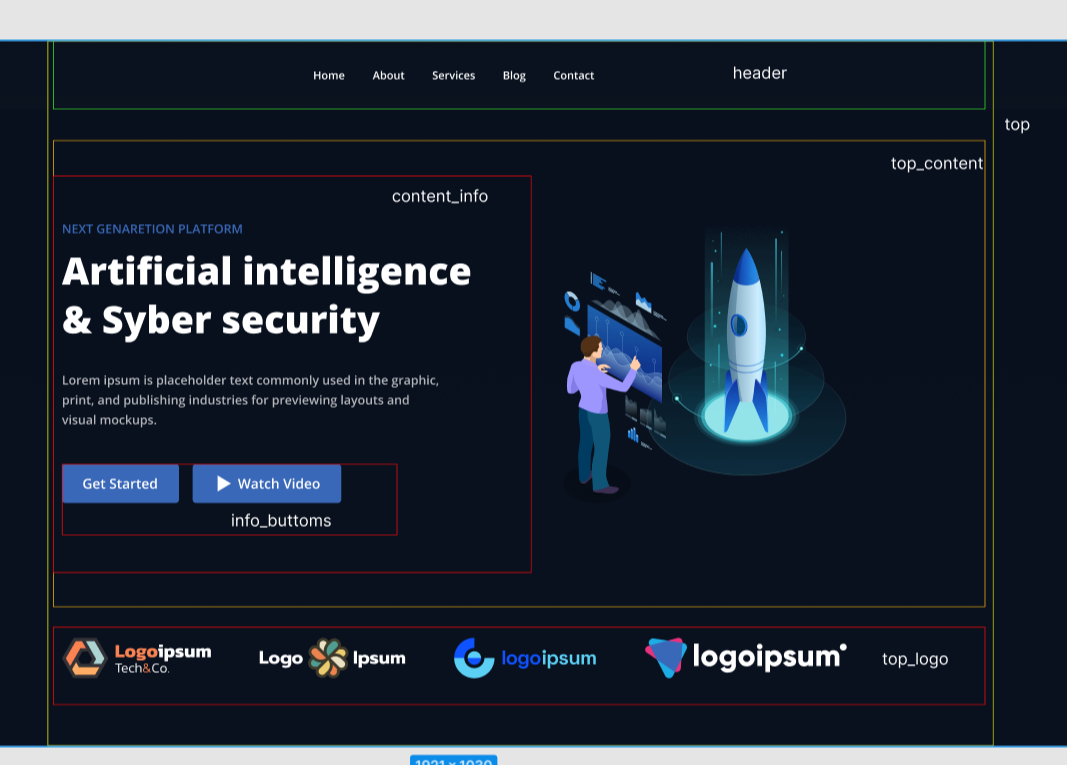 Home About Services Blog Contact header
top
top_content
content_info
NEXT GENARETION PLATFORM
Artificial intelligence
& Syber security
Lorem ipsum is placeholder text commonly used in the graphic,
print, and publishing industries for previewing layouts and
visual mockups.
Get Started Watch Video
info_buttoms
Logoipsum
Tech&Co.
Logo Ipsum
logoipsum
logoipsum
top_logo